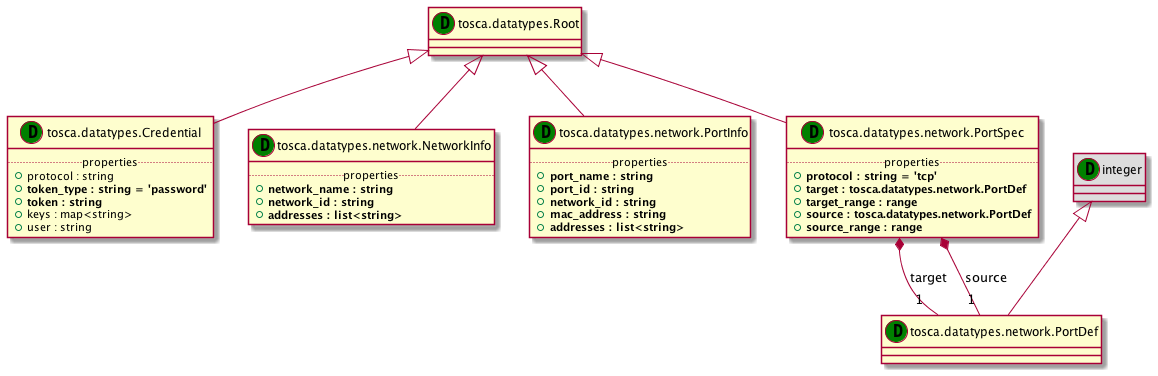 D tosca.datatypes.Root
D tosca.datatypes.Credential
properties
protocol : string
token_type : string = 'password'
token : string
keys : map<string>
user : string
D tosca.datatypes.network.NetworkInfo
properties
network_name : string
network_id : string
addresses : list<string>
D tosca.datatypes.network.PortInfo
properties
port_name : string
port_id : string
network_id : string
mac_address : string
addresses : list<string>
D tosca.datatypes.network.PortSpec
properties
protocol : string = 'tcp'
target : tosca.datatypes.network.PortDef
target_range : range
source : tosca.datatypes.network.PortDef
source_range : range
D integer
target
1
source
1
D tosca.datatypes.network.PortDef